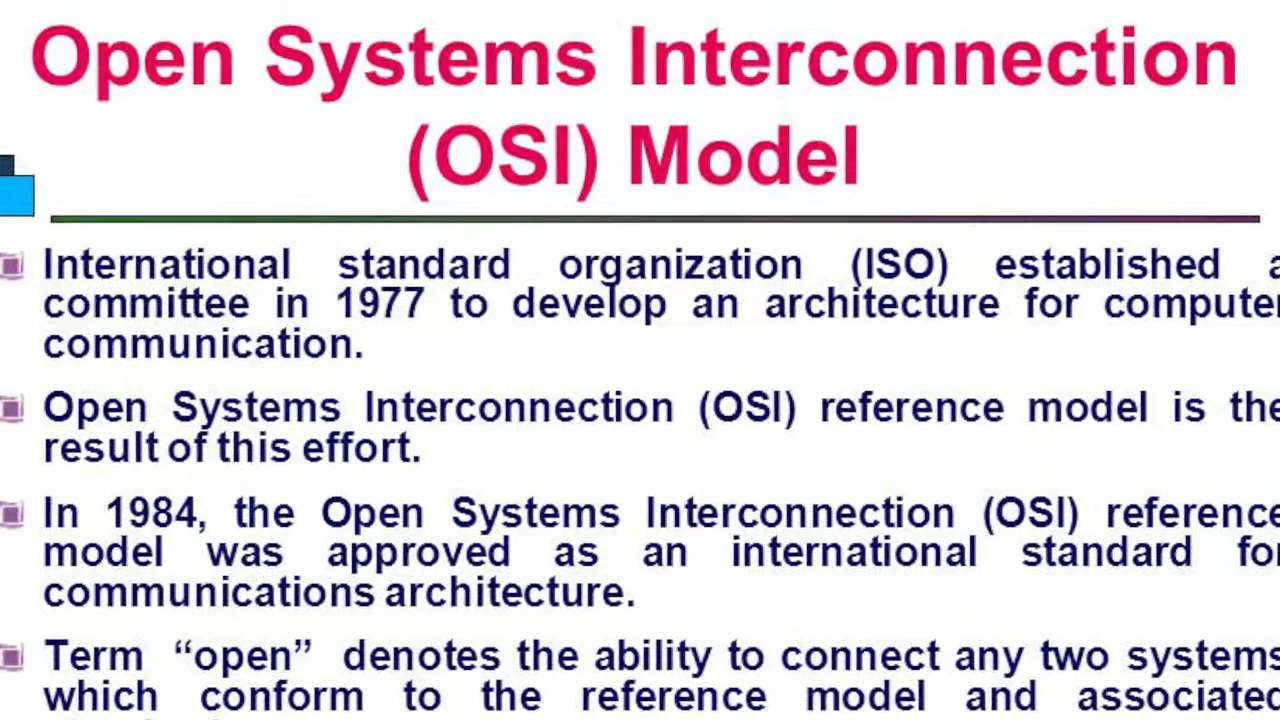 Open Systems Interconnection
(OSI) Model
International standard organization (ISO) established a
committee in 1977 to develop an architecture for computer
communication.
Open Systems Interconnection (OSI) reference model is the
result of this effort.
In 1984, the Open Systems Interconnection (OSI) reference
model was approved as an international standard for
communications architecture.
Term “open” denotes the ability to connect any two systems
which conform to the reference model and associated